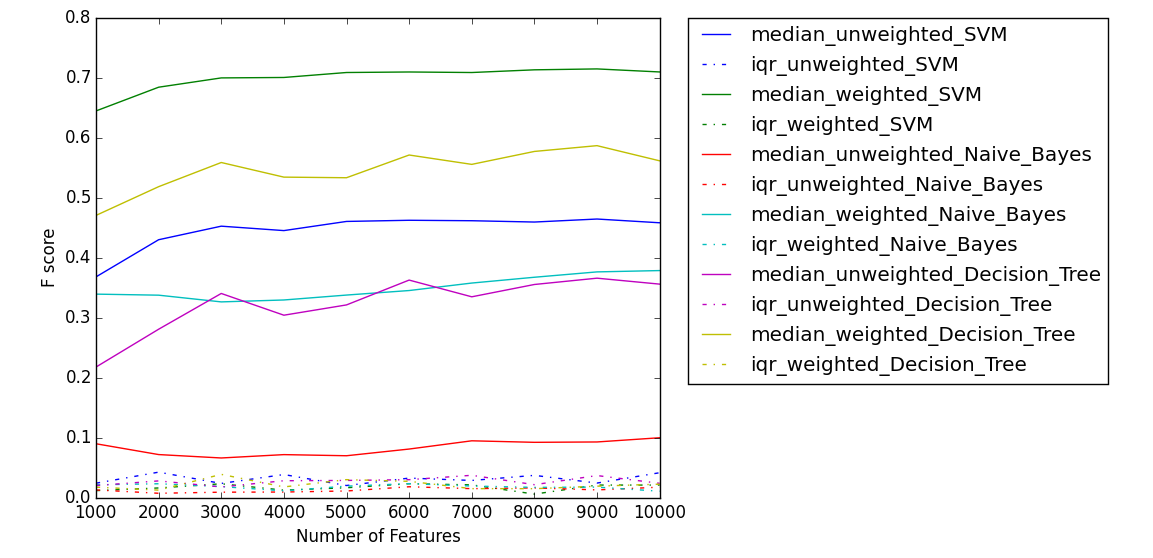 0.8
0.7
0.6
0.5
0.4
0.3
0.2
0.1
0.0
F score
1000 2000 3000 4000 5000 6000 7000 8000 9000 10000
Number of Features
median_unweighted_SVM
iqr_unweighted_SVM
median_weighted_SVM
iqr_weighted_SVM
median_unweighted_Naive_Bayes
iqr_unweighted_Naive_Bayes
median_weighted_Naive_Bayes
iqr_weighted_Naive_Bayes
median_unweighted_Decision_Tree
iqr_unweighted_Decision_Tree
median_weighted_Decision_Tree
iqr_weighted_Decision_Tree